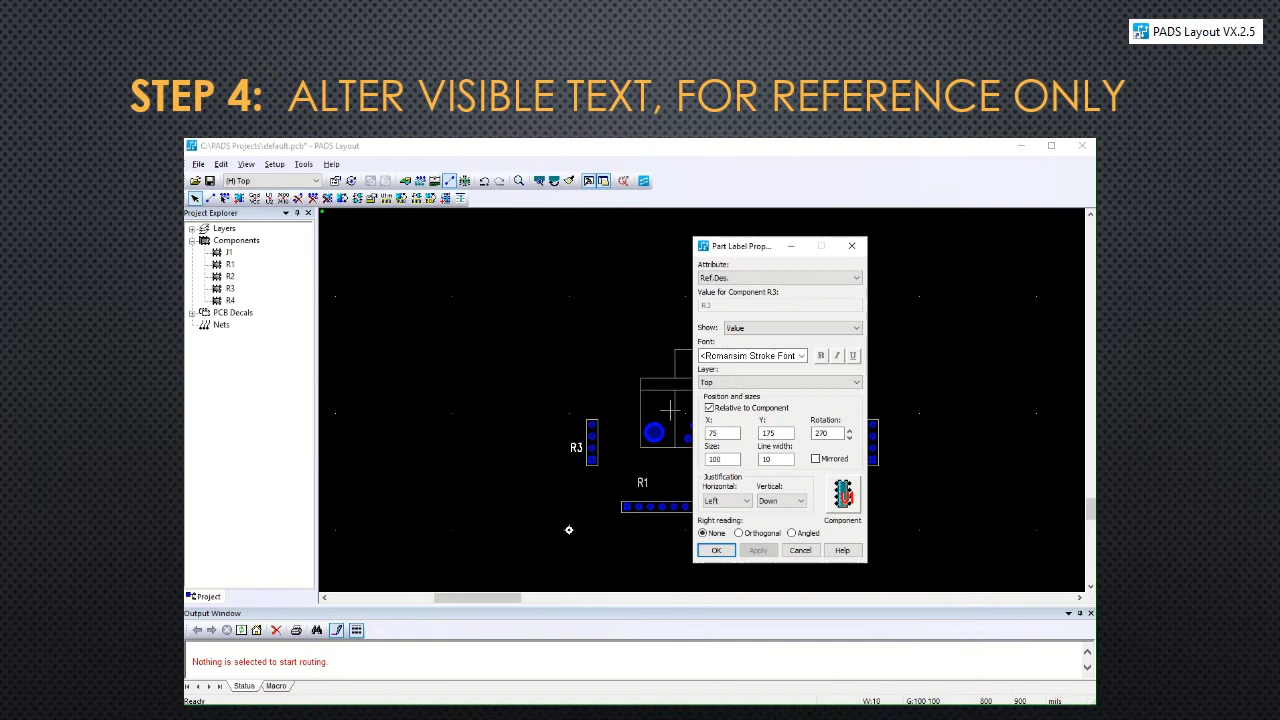 PADS Layout VX.2.5
STEP 4: ALTER VISIBLE TEXT, FOR REFERENCE ONLY
C:\PADS Projects\default.pcb* - PADS Layout
File Edit View Setup Tools Help
(H) Top
Project Explorer
Layers
Components
J1
R1
R2
R3
R4
PCB Decals
Nets
Project
R3
R1
Part Label Prop...
Attribute:
Ref.Des.
Value for Component R3:
R3
Show: Value
Font:
<Romansim Stroke Font
B I U
Layer:
Top
Position and sizes
Relative to Component
X: Y: Rotation:
75 175 270
Size: Line width:
100 10 Mirrored
Justification
Horizontal: Vertical:
Left Down
Component
Right reading:
None Orthogonal Angled
OK Apply Cancel Help
Output Window
Nothing is selected to start routing.
Status Macro
Ready W:10 G:100 100 800 900 mils